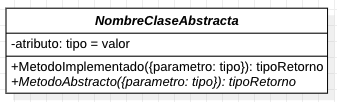 NombreClaseAbstracta
-atributo: tipo = valor
+MetodoImplementado({parametro: tipo}): tipoRetorno
+MetodoAbstracto({parametro: tipo}): tipoRetorno